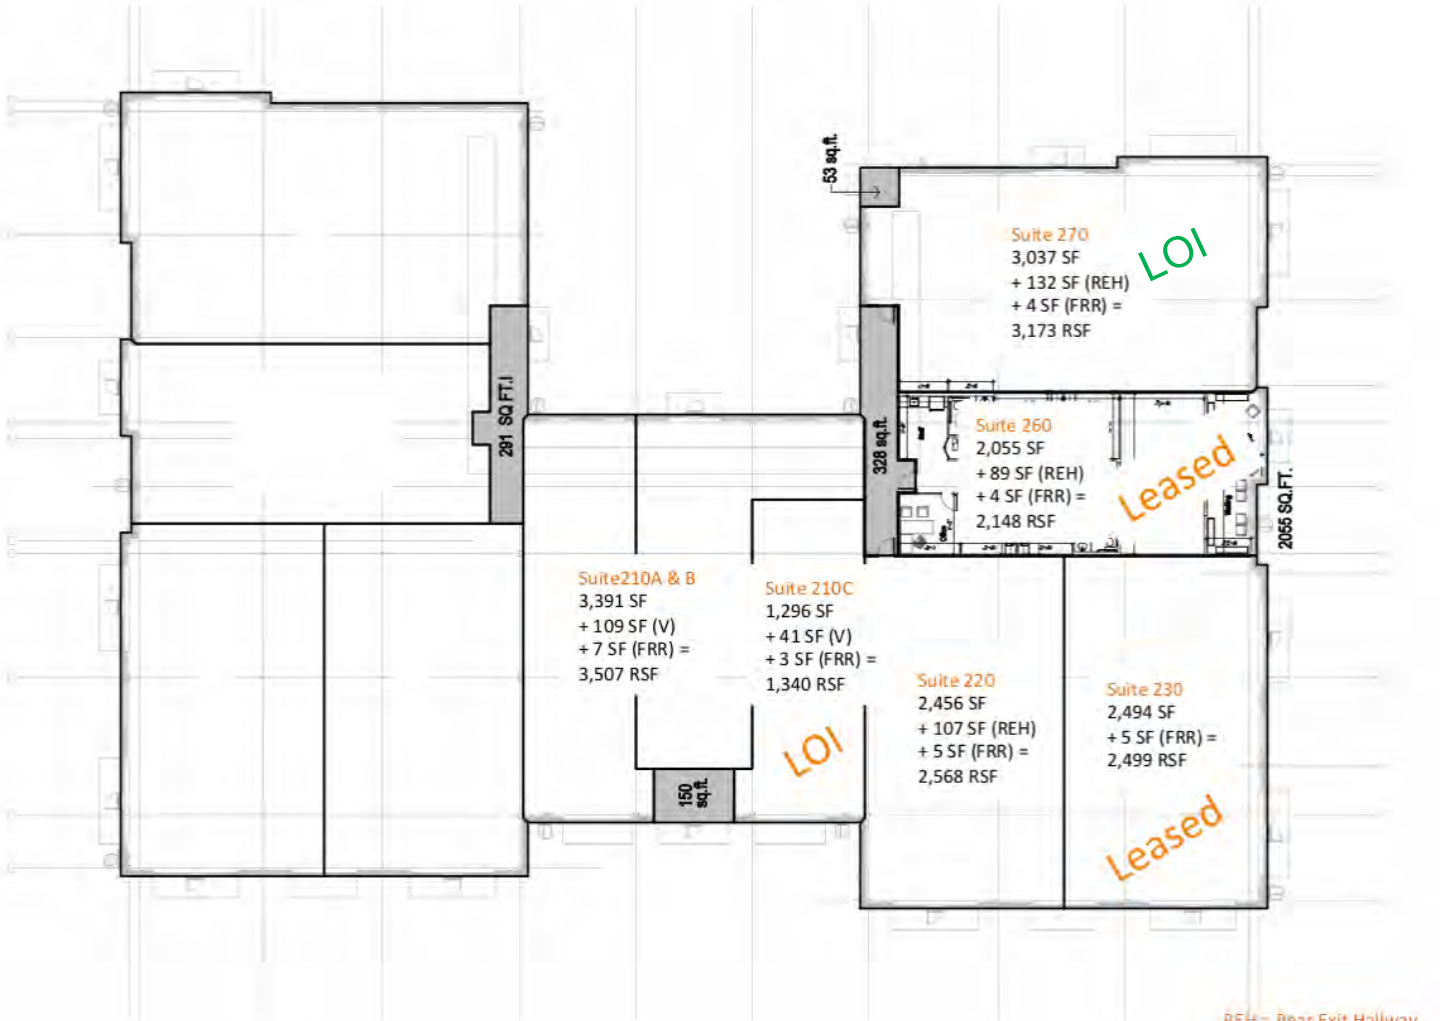 53 sq.ft.
Suite 270
3,037 SF
+ 132 SF (REH)
+ 4 SF (FRR) =
3,173 RSF
LOI
291 SQ FT.
328 sq.ft.
Suite 260
2,055 SF
+ 89 SF (REH)
+ 4 SF (FRR) =
2,148 RSF
Leased
Office
2055 SQ.FT.
Suite210A & B
3,391 SF
+ 109 SF (V)
+ 7 SF (FRR) =
3,507 RSF
Suite 210C
1,296 SF
+ 41 SF (V)
+ 3 SF (FRR) =
1,340 RSF
LOI
150
sq.ft.
Suite 220
2,456 SF
+ 107 SF (REH)
+ 5 SF (FRR) =
2,568 RSF
Suite 230
2,494 SF
+ 5 SF (FRR) =
2,499 RSF
Leased
REH = Rear Exit Hallway